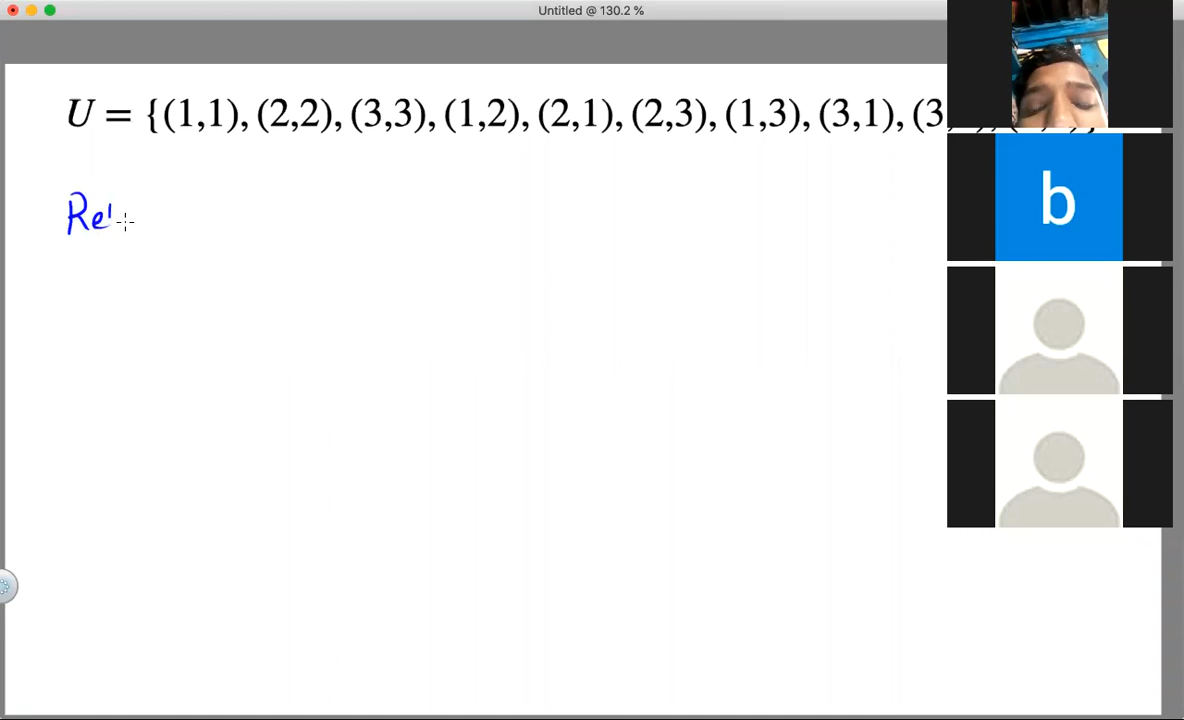 Untitled @ 130.2 %
U = {(1,1), (2,2), (3,3), (1,2), (2,1), (2,3), (1,3), (3,1), (3
b